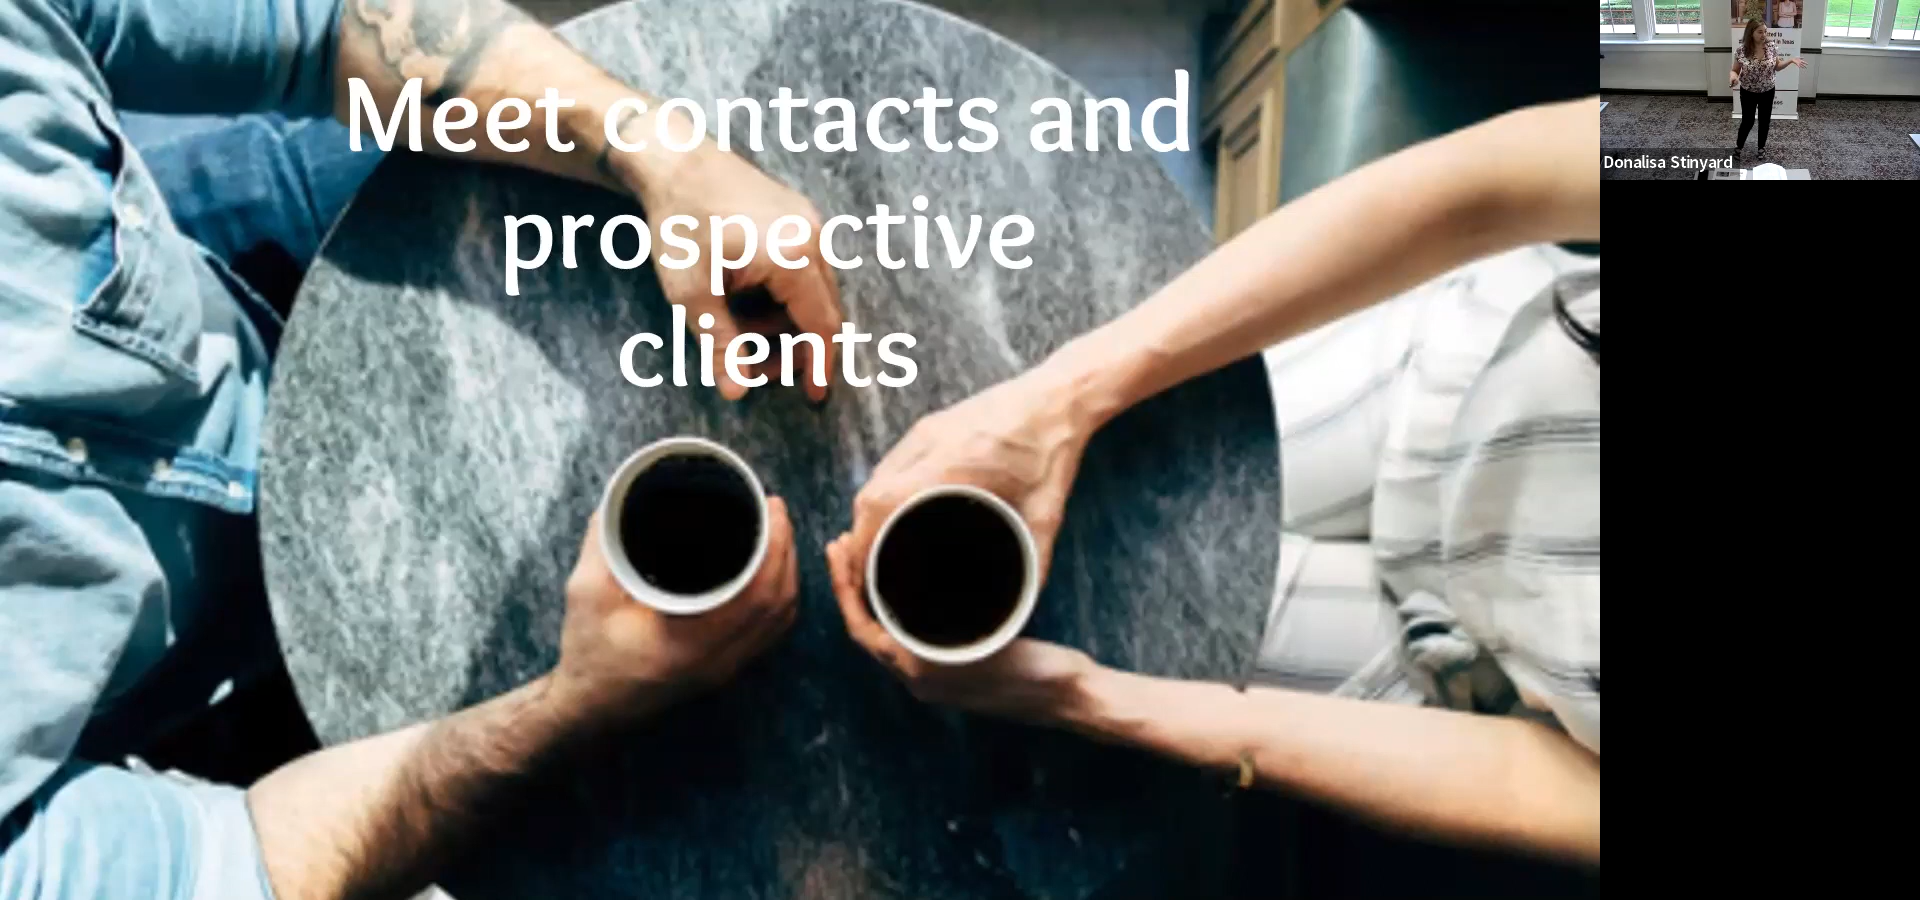 Meet contacts and
prospective
clients
Donalisa Stinyard